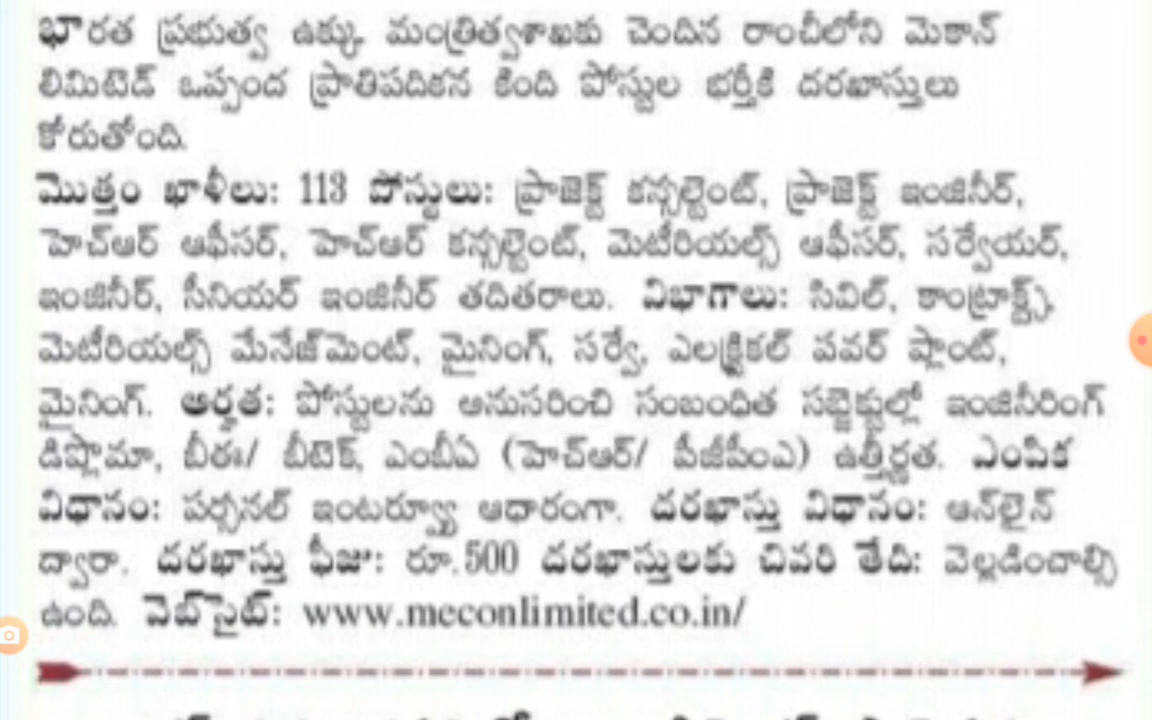 భారత ప్రభుత్వ ఉక్కు మంత్రిత్వశాఖకు చెందిన రాంచీలోని మెకాన్
లిమిటెడ్ ఒప్పంద ప్రాతిపదికన కింది పోస్టుల భర్తీకి దరఖాస్తులు
కోరుతోంది.
మొత్తం ఖాళీలు: 113 పోస్టులు: ప్రాజెక్ట్ కన్సల్టెంట్, ప్రాజెక్ట్ ఇంజినీర్,
హెచ్ఆర్ ఆఫీసర్, హెచ్ఆర్ కన్సల్టెంట్, మెటీరియల్స్ ఆఫీసర్, సర్వేయర్,
ఇంజినీర్, సీనియర్ ఇంజినీర్ తదితరాలు. విభాగాలు: సివిల్, కాంట్రాక్ట్స్,
మెటీరియల్స్ మేనేజ్‌మెంట్, మైనింగ్, సర్వే, ఎలక్ట్రికల్ పవర్ ప్లాంట్,
మైనింగ్. అర్హత: పోస్టులను అనుసరించి సంబంధిత సబ్జెక్టుల్లో ఇంజినీరింగ్
డిప్లొమా, బీఈ/ బీటెక్, ఎంబీఏ (హెచ్ఆర్/ పీజీపీఎం) ఉత్తీర్ణత. ఎంపిక
విధానం: పర్సనల్ ఇంటర్వ్యూ ఆధారంగా. దరఖాస్తు విధానం: ఆన్‌లైన్
ద్వారా. దరఖాస్తు ఫీజు: రూ.500 దరఖాస్తులకు చివరి తేది: వెల్లడించాల్సి
ఉంది. వెబ్‌సైట్: www.meconlimited.co.in/